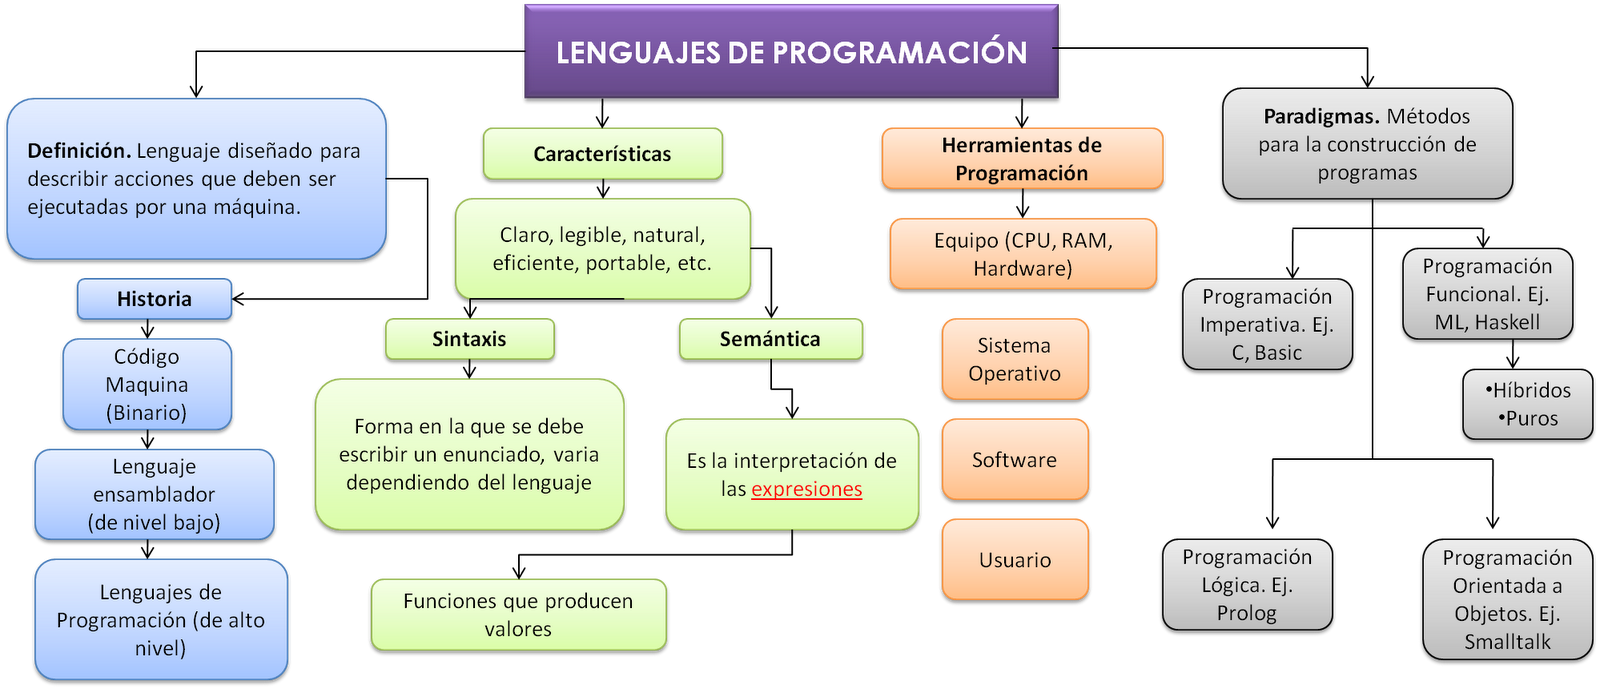 LENGUAJES DE PROGRAMACIÓN
Definición. Lenguaje diseñado para
describir acciones que deben ser
ejecutadas por una máquina.
Historia
Código
Maquina
(Binario)
Lenguaje
ensamblador
(de nivel bajo)
Lenguajes de
Programación (de alto
nivel)
Características
Claro, legible, natural,
eficiente, portable, etc.
Sintaxis
Forma en la que se debe
escribir un enunciado, varia
dependiendo del lenguaje
Semántica
Es la interpretación de
las expresiones
Funciones que producen
valores
Herramientas de
Programación
Equipo (CPU, RAM,
Hardware)
Sistema
Operativo
Software
Usuario
Paradigmas. Métodos
para la construcción de
programas
Programación
Imperativa. Ej.
C, Basic
Programación
Funcional. Ej.
ML, Haskell
•Híbridos
•Puros
Programación
Lógica. Ej.
Prolog
Programación
Orientada a
Objetos. Ej.
Smalltalk